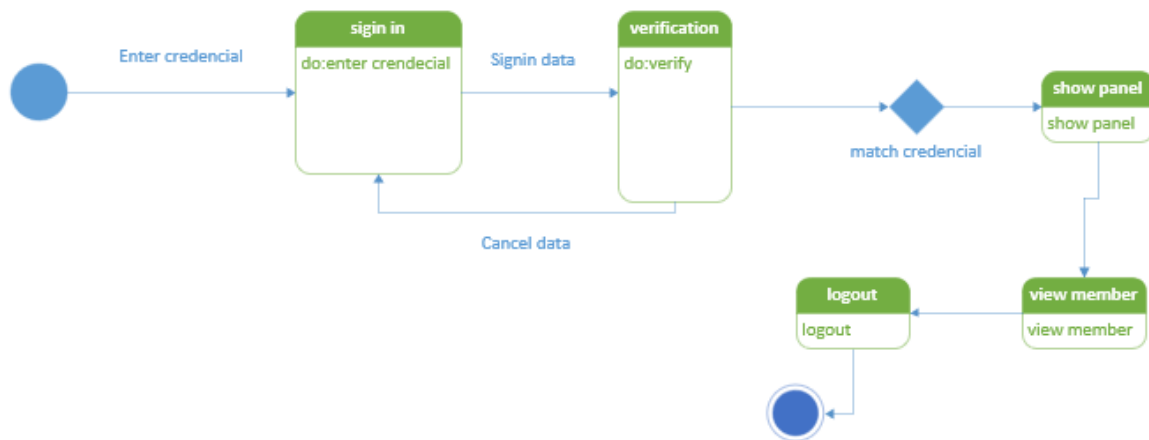 sigin in
do:enter crendecial
Enter credencial
Signin data
verification
do:verify
match credencial
show panel
show panel
Cancel data
view member
view member
logout
logout